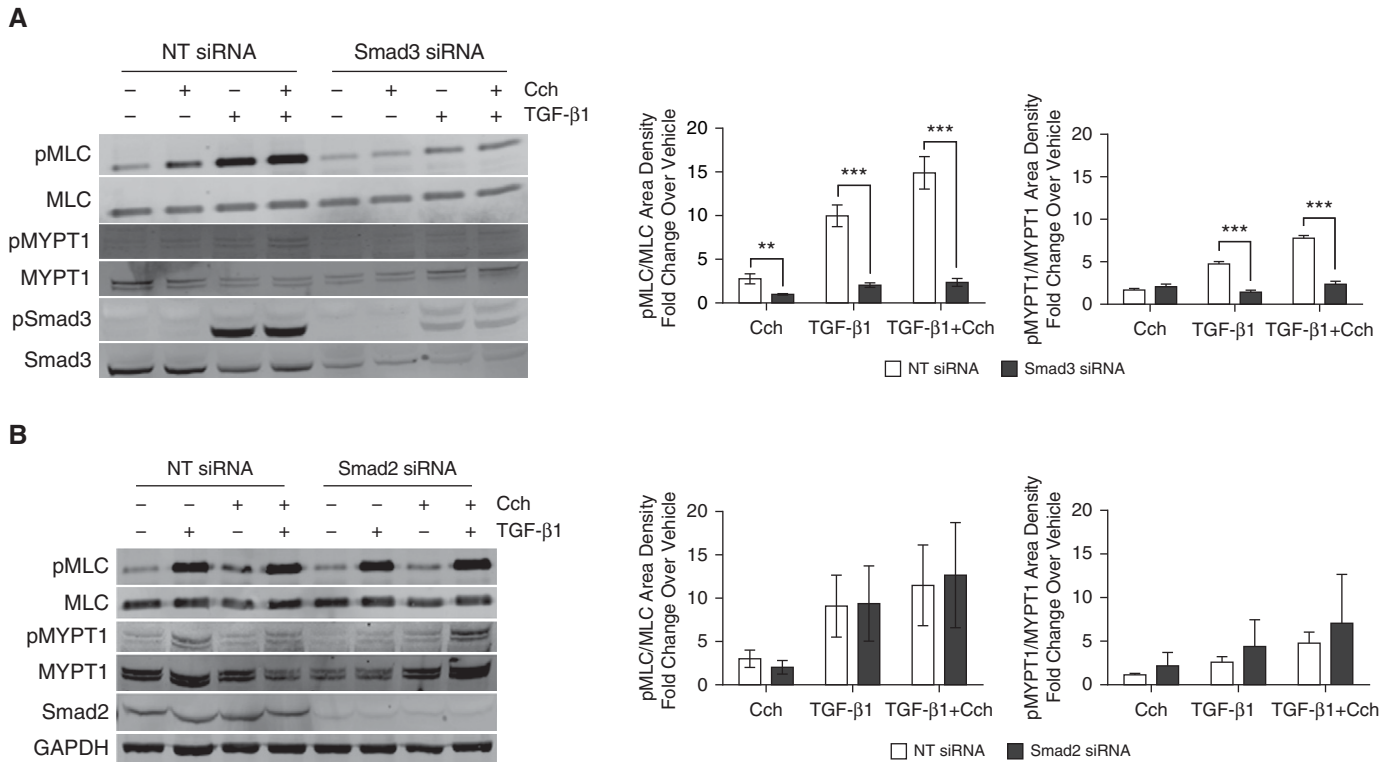 A
NT siRNA Smad3 siRNA
– + – + – + – + Cch
– – + + – – + + TGF-β1
pMLC
MLC
pMYPT1
MYPT1
pSmad3
Smad3
pMLC/MLC Area Density
Fold Change Over Vehicle
20
15
10
5
0
** *** ***
Cch TGF-β1 TGF-β1+Cch
pMYPT1/MYPT1 Area Density
Fold Change Over Vehicle
20
15
10
5
0
*** ***
Cch TGF-β1 TGF-β1+Cch
NT siRNA Smad3 siRNA
B
NT siRNA Smad2 siRNA
– – + + – – + + Cch
– + – + – + – + TGF-β1
pMLC
MLC
pMYPT1
MYPT1
Smad2
GAPDH
pMLC/MLC Area Density
Fold Change Over Vehicle
20
15
10
5
0
Cch TGF-β1 TGF-β1+Cch
pMYPT1/MYPT1 Area Density
Fold Change Over Vehicle
20
15
10
5
0
Cch TGF-β1 TGF-β1+Cch
NT siRNA Smad2 siRNA